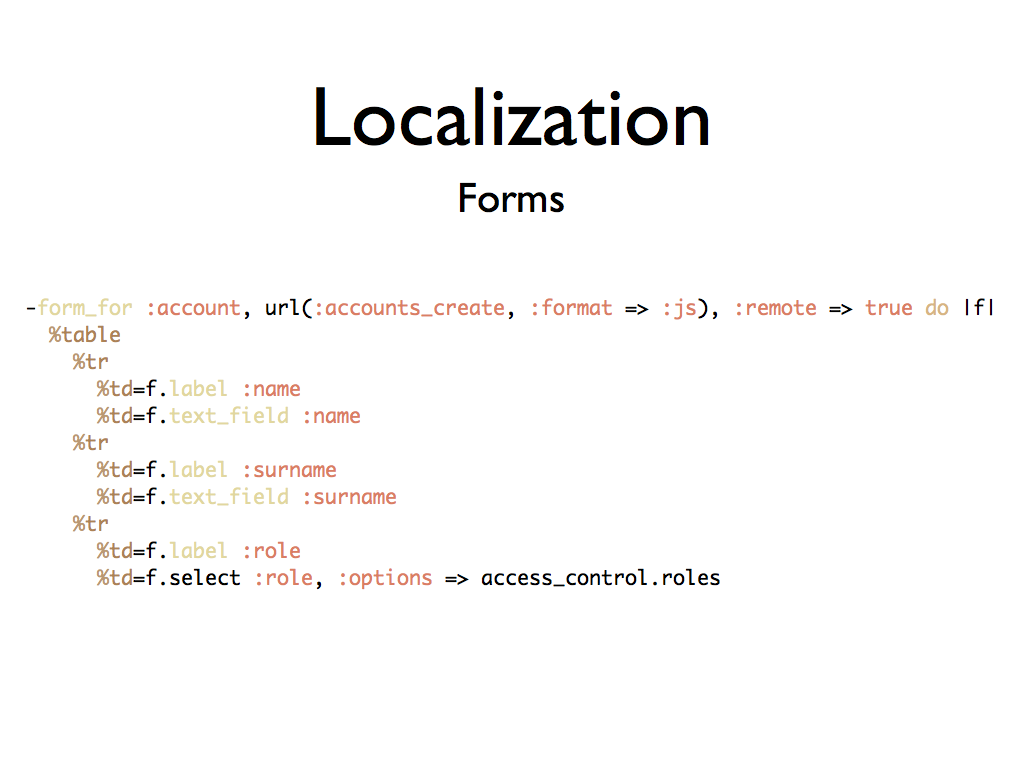 Localization
Forms
-form_for :account, url(:accounts_create, :format => :js), :remote => true do |f|
  %table
    %tr
      %td=f.label :name
      %td=f.text_field :name
    %tr
      %td=f.label :surname
      %td=f.text_field :surname
    %tr
      %td=f.label :role
      %td=f.select :role, :options => access_control.roles